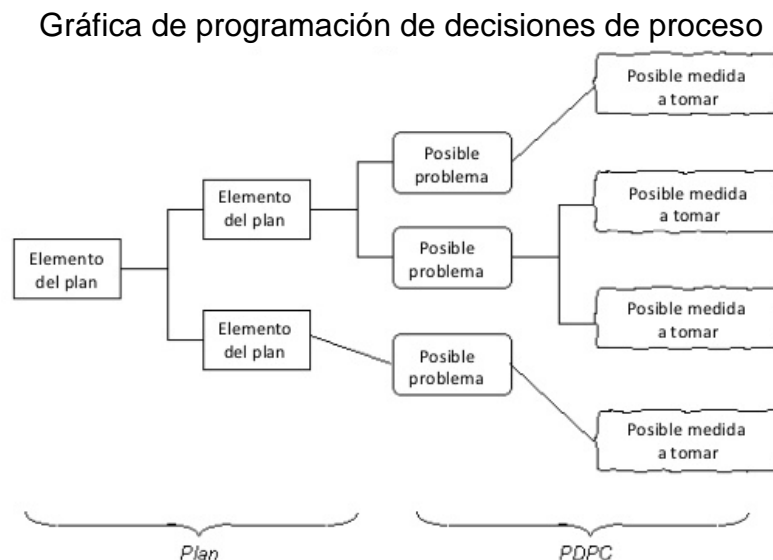 Gráfica de programación de decisiones de proceso
Elemento
del plan
Elemento
del plan
Elemento
del plan
Posible
problema
Posible
problema
Posible
problema
Posible medida
a tomar
Posible medida
a tomar
Posible medida
a tomar
Posible medida
a tomar
Plan
PDPC